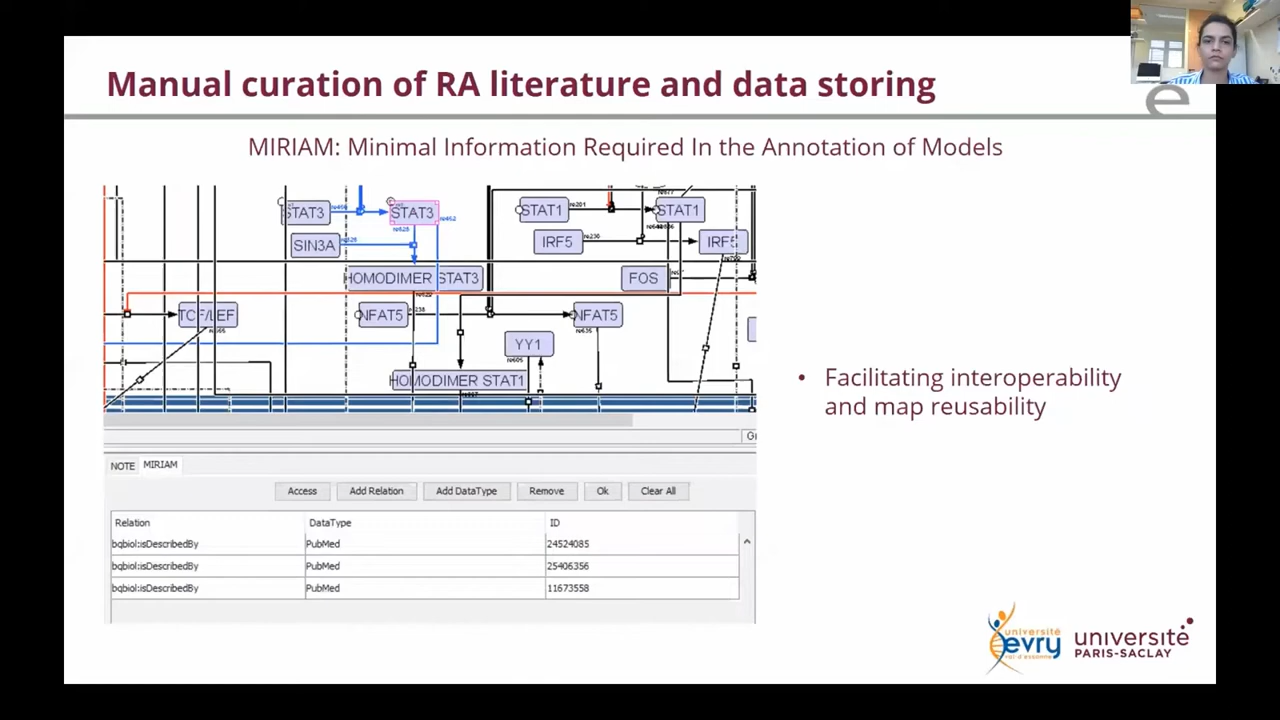 Manual curation of RA literature and data storing
e
MIRIAM: Minimal Information Required In the Annotation of Models
STAT3
STAT3
STAT1
STAT1
SIN3A
IRF5
IRF5
HOMODIMER STAT3
FOS
TCF/LEF
NFAT5
NFAT5
YY1
HOMODIMER STAT1
• Facilitating interoperability
and map reusability
NOTE MIRIAM
Access Add Relation Add DataType Remove Ok Clear All
Relation DataType ID
bqbiol:isDescribedBy PubMed 24524085
bqbiol:isDescribedBy PubMed 25406356
bqbiol:isDescribedBy PubMed 11673558
université
evry
val d'essonne
université
PARIS-SACLAY